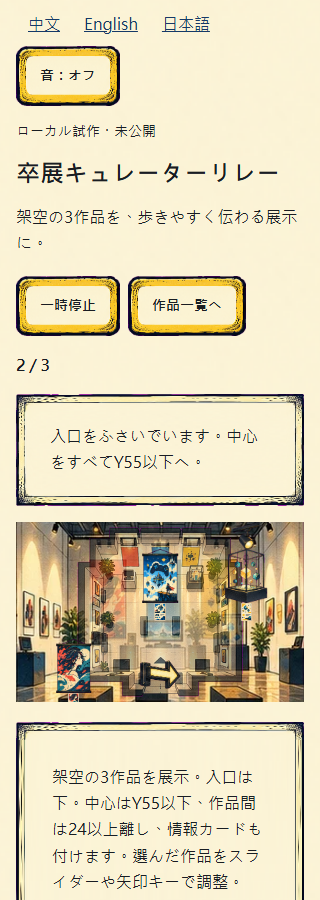 中文 English 日本語
音：オフ
ローカル試作・未公開
卒展キュレーターリレー
架空の3作品を、歩きやすく伝わる展示
に。
一時停止 作品一覧へ
2 / 3
入口をふさいでいます。中心
をすべてY55以下へ。
架空の3作品を展示。入口は
下。中心はY55以下、作品間
は24以上離し、情報カードも
付けます。選んだ作品をスラ
イダーや矢印キーで調整。